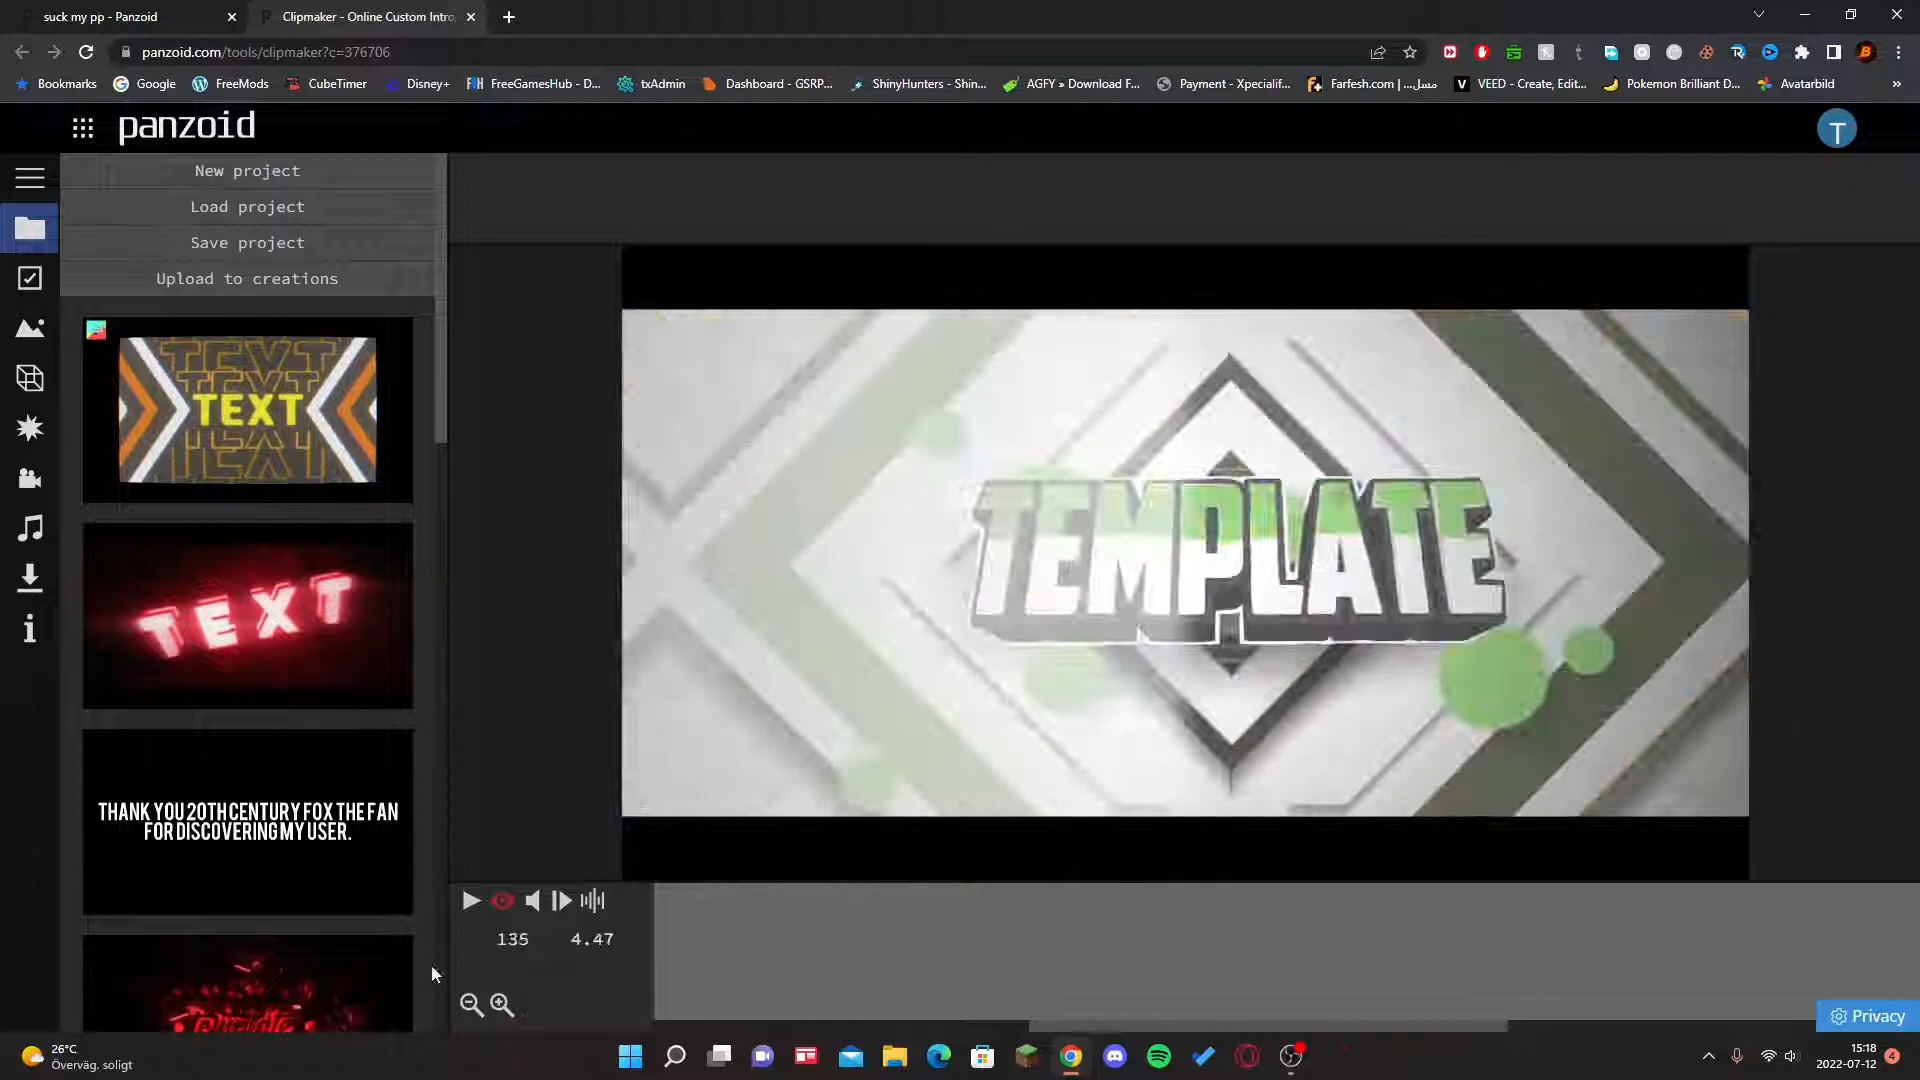 suck my pp - Panzoid
Clipmaker - Online Custom Intro
panzoid.com/tools/clipmaker?c=376706
Bookmarks
Google
FreeMods
CubeTimer
Disney+
FreeGamesHub - D...
txAdmin
Dashboard - GSRP...
ShinyHunters - Shin...
AGFY » Download F...
Payment - Xpecialif...
Farfesh.com | ...مسل
VEED - Create, Edit...
Pokemon Brilliant D...
Avatarbild
»
panzoid
T
New project
Load project
Save project
Upload to creations
TEXT
TEXT
TEXT
TEXT
THANK YOU 20TH CENTURY FOX THE FAN
FOR DISCOVERING MY USER.
TEMPLATE
135 4.47
Privacy
26°C
Överväg. soligt
15:18
2022-07-12
4